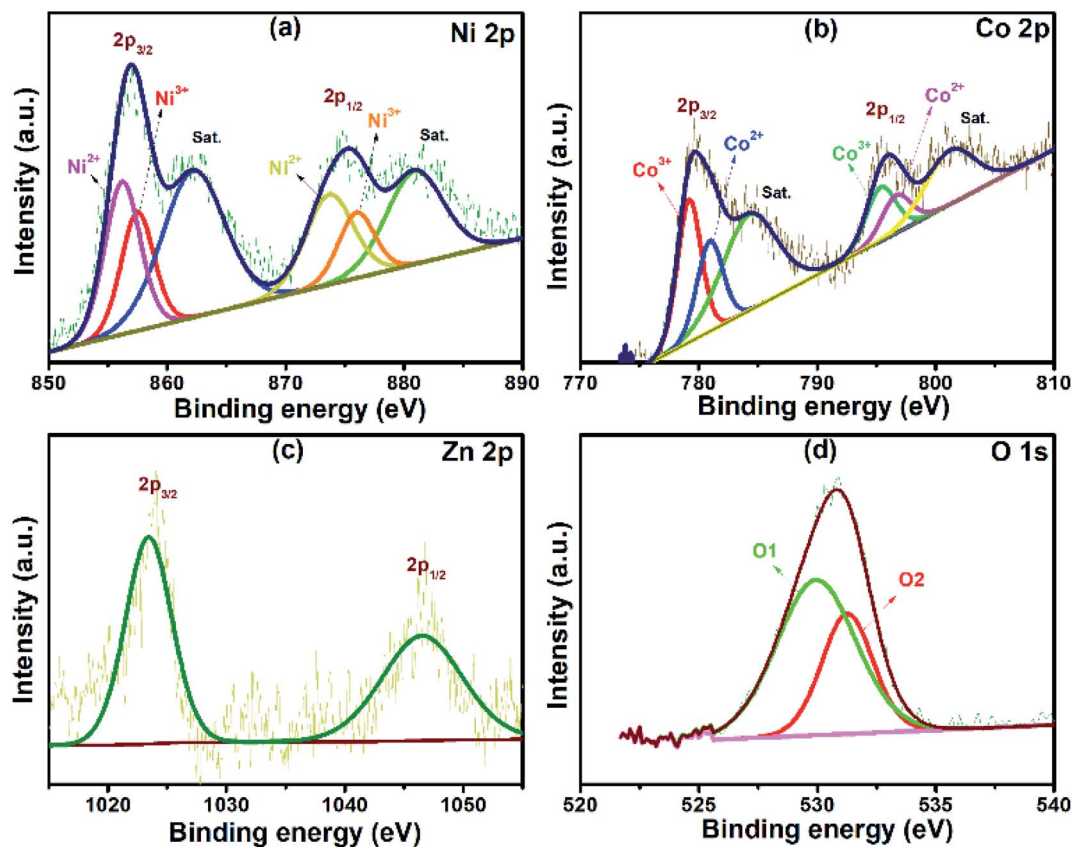 (a)
Ni 2p
2p3/2
Ni3+
Ni2+
Sat.
2p1/2
Ni3+
Ni2+
Sat.
Intensity (a.u.)
850 860 870 880 890
Binding energy (eV)
(b)
Co 2p
2p3/2
Co2+
Co3+
Sat.
2p1/2
Co2+
Co3+
Sat.
Intensity (a.u.)
770 780 790 800 810
Binding energy (eV)
(c)
Zn 2p
2p3/2
2p1/2
Intensity (a.u.)
1020 1030 1040 1050
Binding energy (eV)
(d)
O 1s
O1
O2
Intensity (a.u.)
520 525 530 535 540
Binding energy (eV)